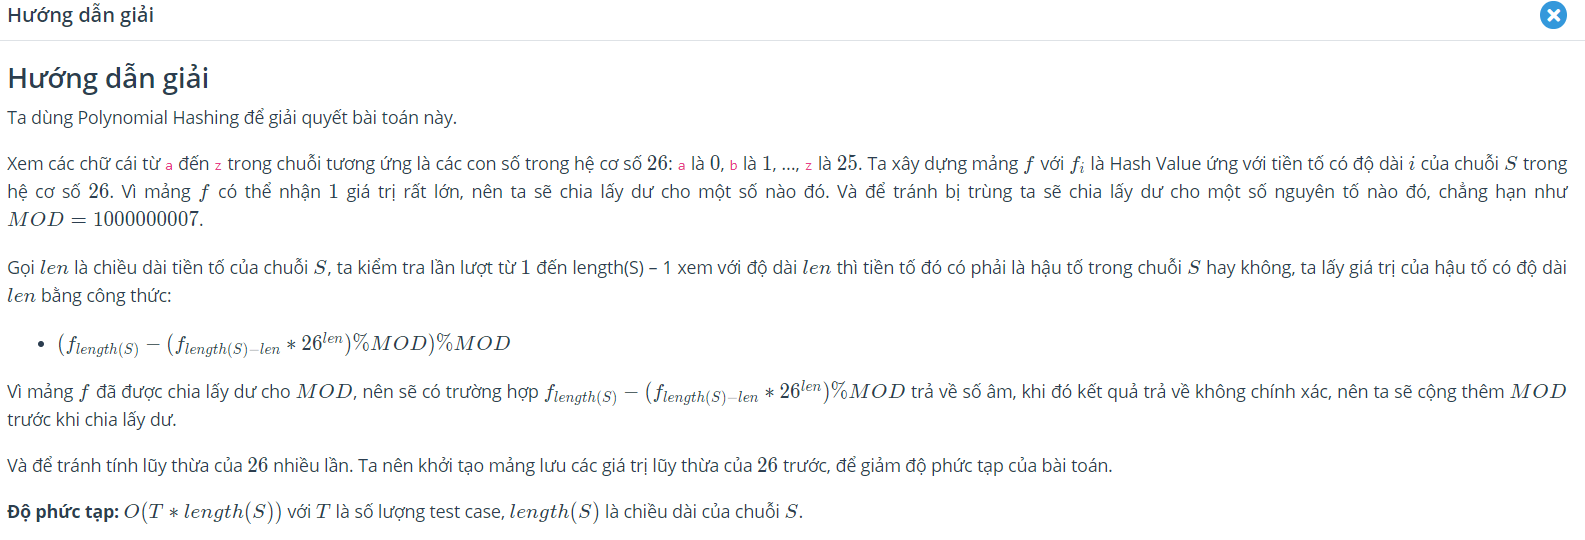 Hướng dẫn giải
Hướng dẫn giải
Ta dùng Polynomial Hashing để giải quyết bài toán này.
Xem các chữ cái từ a đến z trong chuỗi tương ứng là các con số trong hệ cơ số 26: a là 0, b là 1, ..., z là 25. Ta xây dựng mảng f với f_i là Hash Value ứng với tiền tố có độ dài i của chuỗi S trong
hệ cơ số 26. Vì mảng f có thể nhận 1 giá trị rất lớn, nên ta sẽ chia lấy dư cho một số nào đó. Và để tránh bị trùng ta sẽ chia lấy dư cho một số nguyên tố nào đó, chẳng hạn như
MOD = 1000000007.
Gọi len là chiều dài tiền tố của chuỗi S, ta kiểm tra lần lượt từ 1 đến length(S) – 1 xem với độ dài len thì tiền tố đó có phải là hậu tố trong chuỗi S hay không, ta lấy giá trị của hậu tố có độ dài
len bằng công thức:
• (f_{length(S)} − (f_{length(S)−len} * 26^{len})%MOD)%MOD
Vì mảng f đã được chia lấy dư cho MOD, nên sẽ có trường hợp f_{length(S)} − (f_{length(S)−len} * 26^{len})%MOD trả về số âm, khi đó kết quả trả về không chính xác, nên ta sẽ cộng thêm MOD
trước khi chia lấy dư.
Và để tránh tính lũy thừa của 26 nhiều lần. Ta nên khởi tạo mảng lưu các giá trị lũy thừa của 26 trước, để giảm độ phức tạp của bài toán.
Độ phức tạp: O(T * length(S)) với T là số lượng test case, length(S) là chiều dài của chuỗi S.